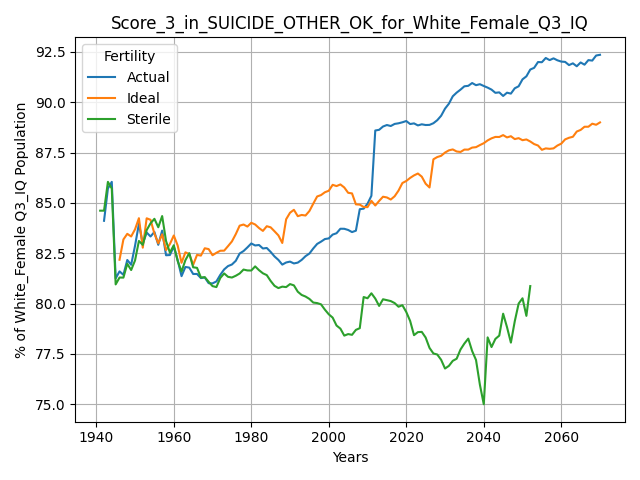 Score_3_in_SUICIDE_OTHER_OK_for_White_Female_Q3_IQ
Fertility
Actual
Ideal
Sterile
% of White_Female Q3_IQ Population
92.5
90.0
87.5
85.0
82.5
80.0
77.5
75.0
1940
1960
1980
2000
2020
2040
2060
Years